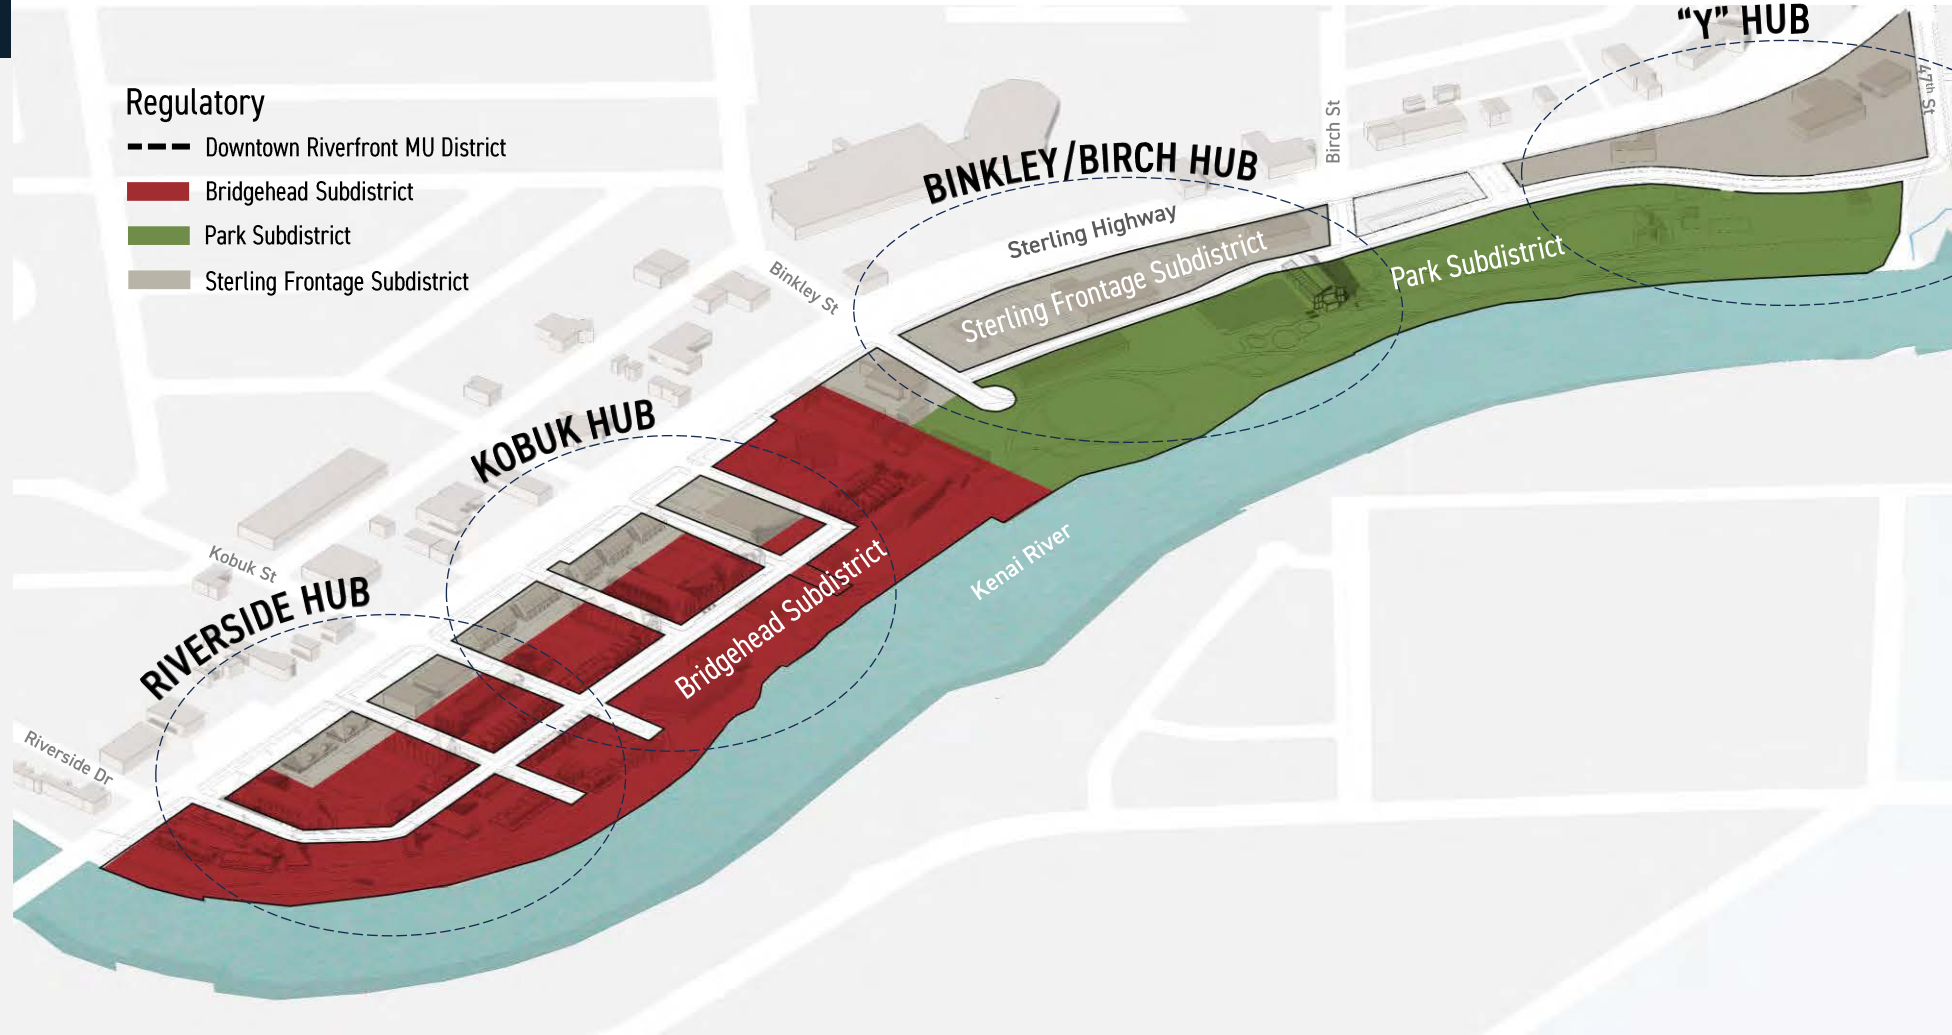 “Y” HUB
47th St
Regulatory
Downtown Riverfront MU District
Bridgehead Subdistrict
Park Subdistrict
Sterling Frontage Subdistrict
Birch St
BINKLEY/BIRCH HUB
Sterling Highway
Sterling Frontage Subdistrict
Park Subdistrict
Binkley St
KOBUK HUB
Kobuk St
Kenai River
Bridgehead Subdistrict
RIVERSIDE HUB
Riverside Dr